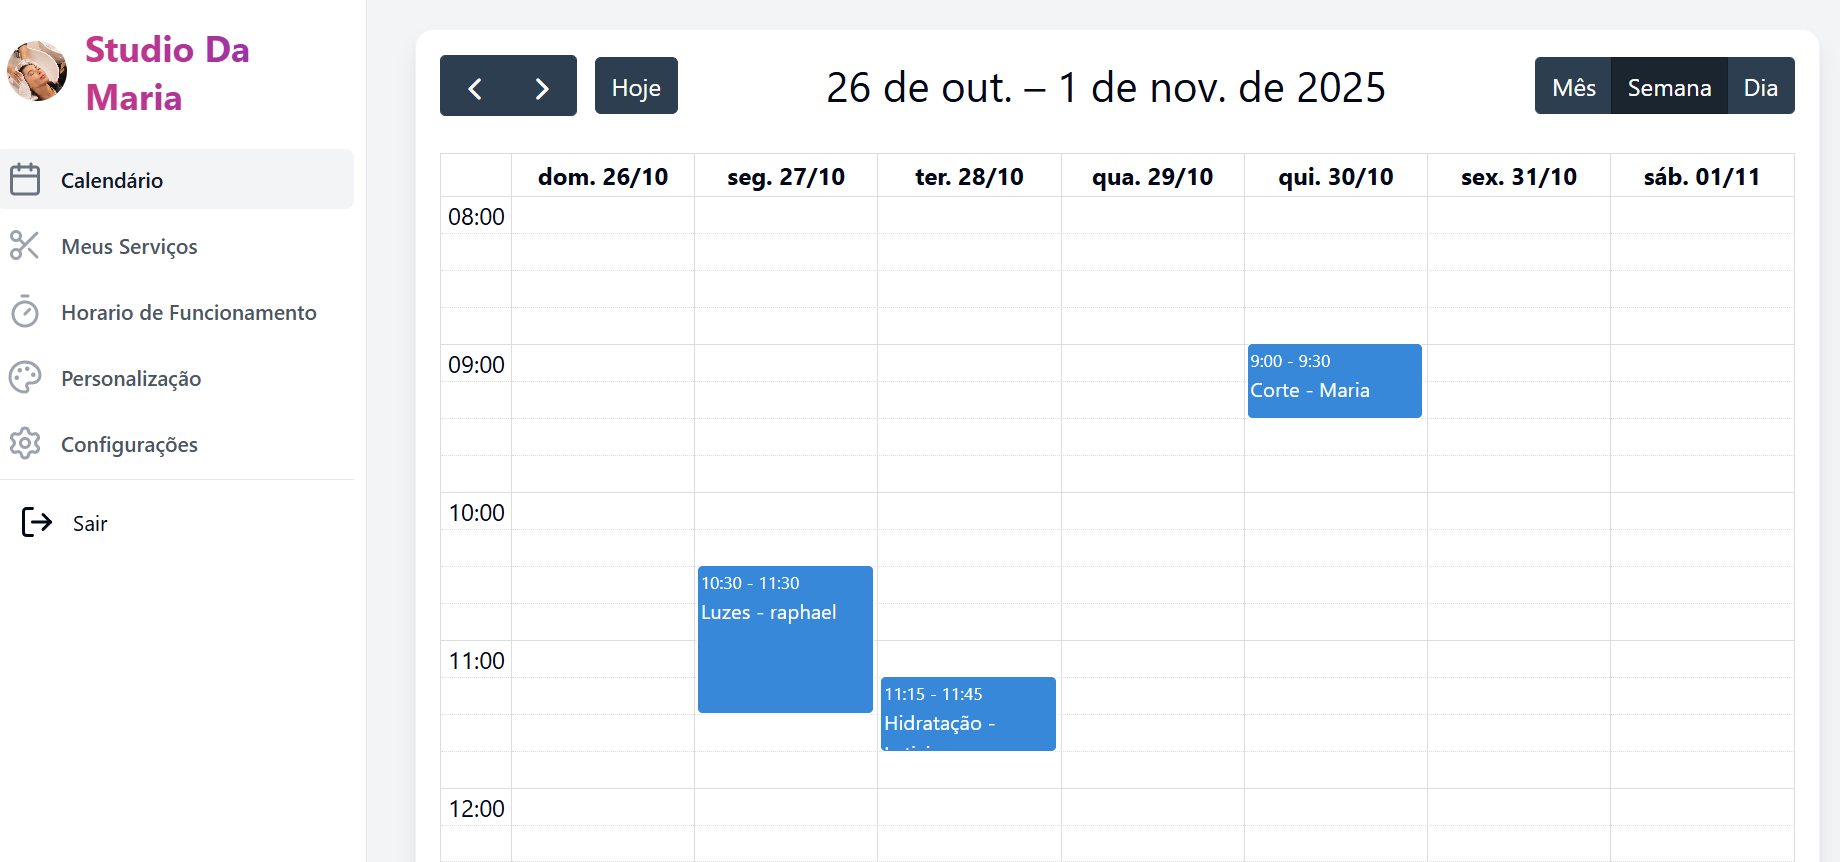 Studio Da
Maria
Calendário
Meus Serviços
Horario de Funcionamento
Personalização
Configurações
Sair
Hoje
26 de out. – 1 de nov. de 2025
Mês Semana Dia
dom. 26/10 seg. 27/10 ter. 28/10 qua. 29/10 qui. 30/10 sex. 31/10 sáb. 01/11
08:00
09:00
9:00 - 9:30
Corte - Maria
10:00
10:30 - 11:30
Luzes - raphael
11:00
11:15 - 11:45
Hidratação -
12:00